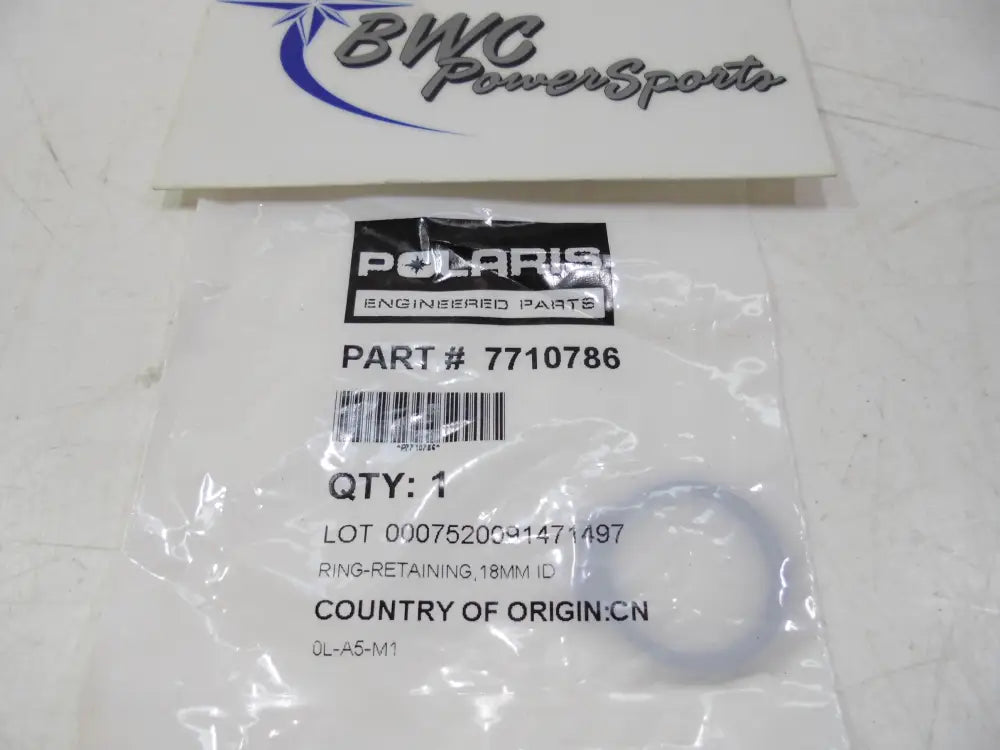 BWC
PowerSports
POLARIS
ENGINEERED PARTS
PART # 7710786
*P7710786*
QTY: 1
LOT 0007520091471497
RING-RETAINING,18MM ID
COUNTRY OF ORIGIN:CN
0L-A5-M1